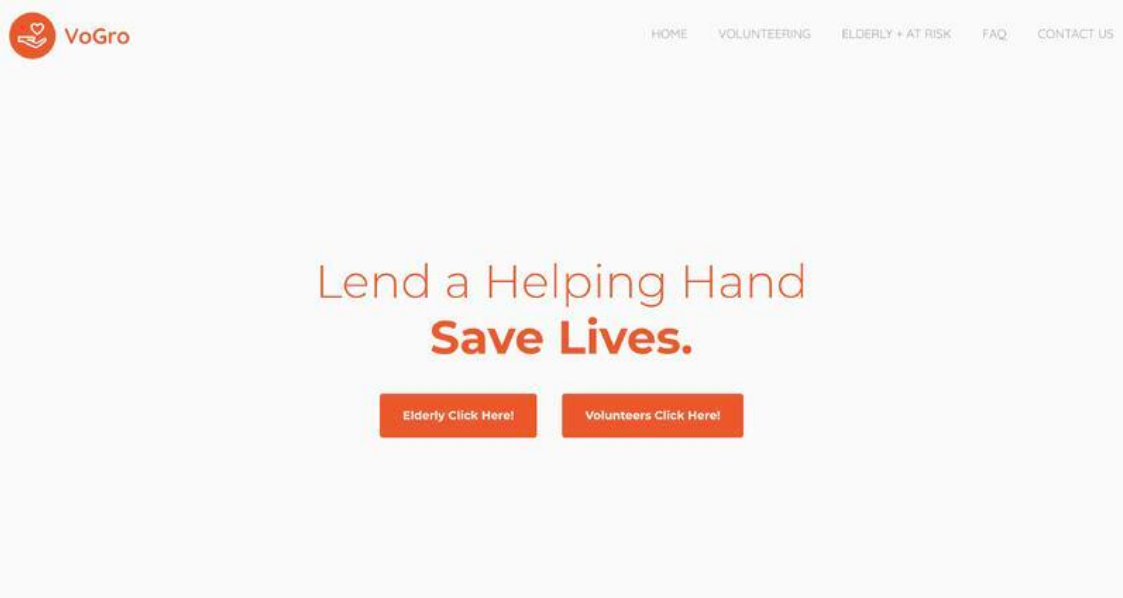 VoGro
HOME VOLUNTEERING ELDERLY + AT RISK FAQ CONTACT US
Lend a Helping Hand
Save Lives.
Elderly Click Here! Volunteers Click Here!